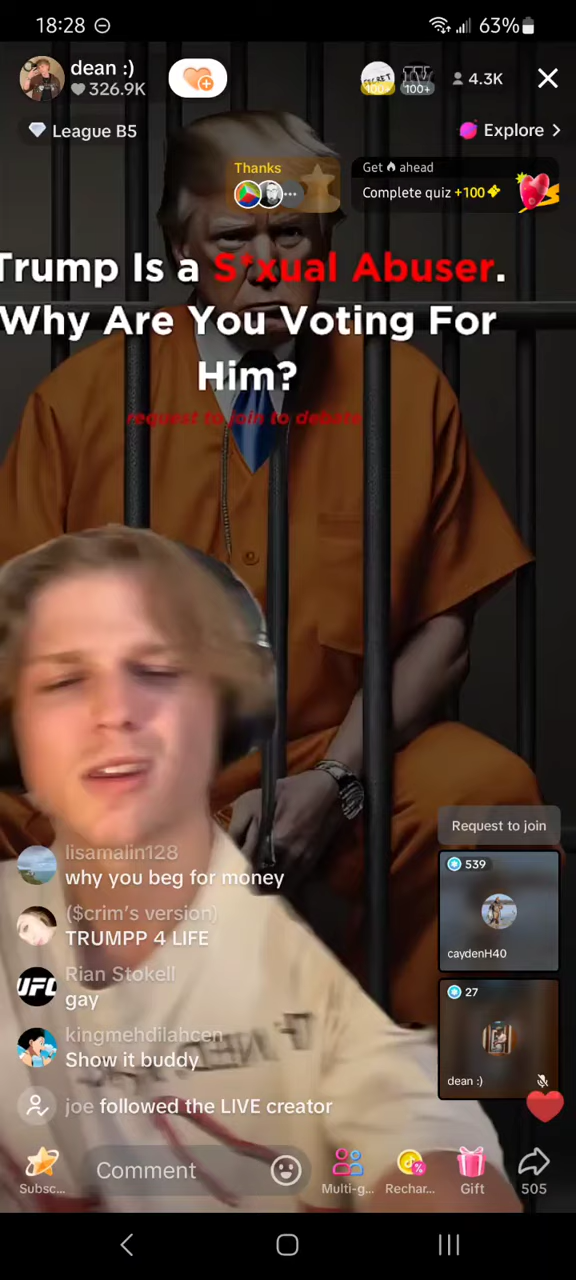 18:28
63%
dean :)
326.9K
100+
100+
4.3K
League B5
Explore
Thanks
Get ahead
Complete quiz +100
Trump Is a S*xual Abuser.
Why Are You Voting For
Him?
request to join to debate
Request to join
539
caydenH40
27
dean :)
lisamalin128
why you beg for money
($crim’s version)
TRUMPP 4 LIFE
UFC
Rian Stokell
gay
kingmehdilahcen
Show it buddy
joe followed the LIVE creator
Subsc...
Comment
Multi-g...
Rechar...
Gift
505